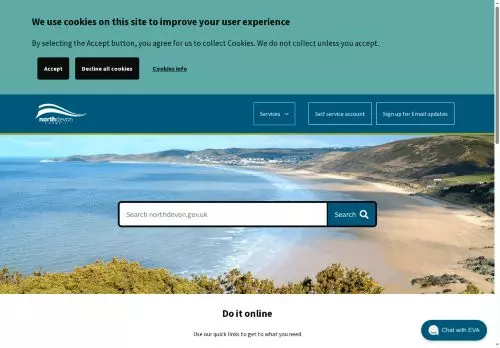 We use cookies on this site to improve your user experience
By selecting the Accept button, you agree for us to collect Cookies. We do not collect unless you accept.
Accept
Decline all cookies
Cookies info
northdevon
Services
Self service account
Sign up for Email updates
Search northdevon.gov.uk
Search
Do it online
Use our quick links to get to what you need
Chat with EVA